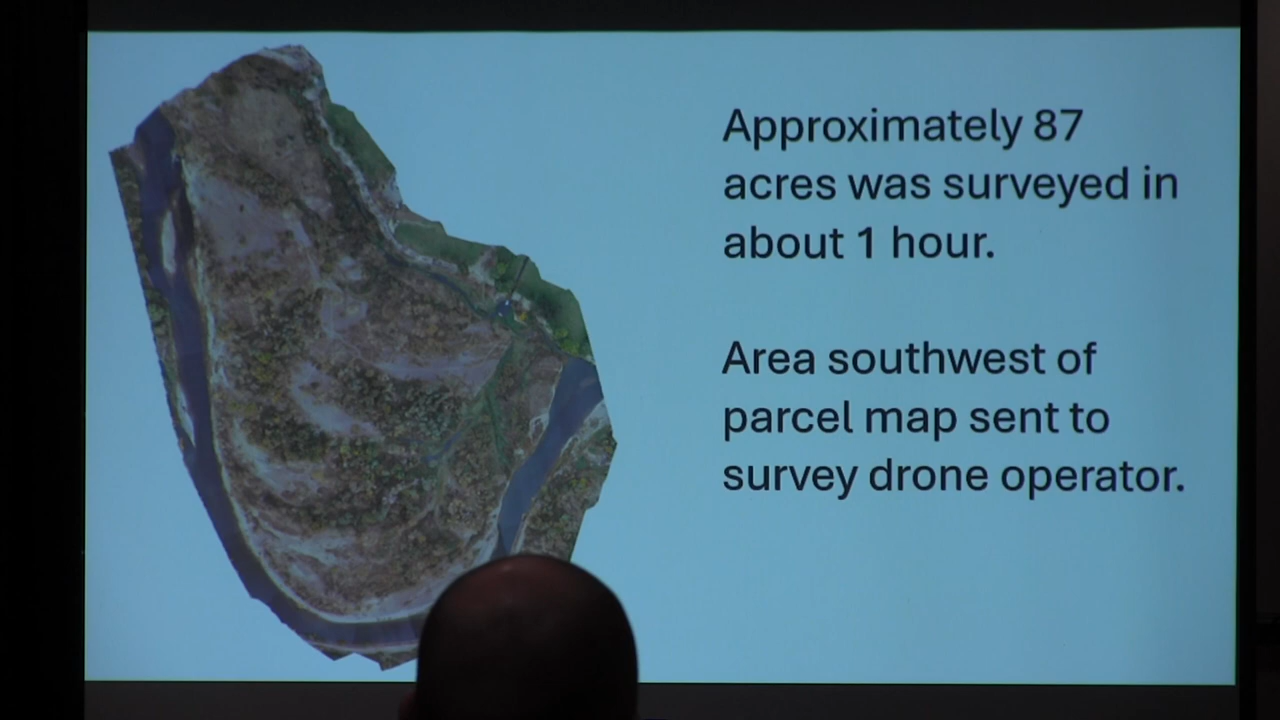 Approximately 87
acres was surveyed in
about 1 hour.
Area southwest of
parcel map sent to
survey drone operator.